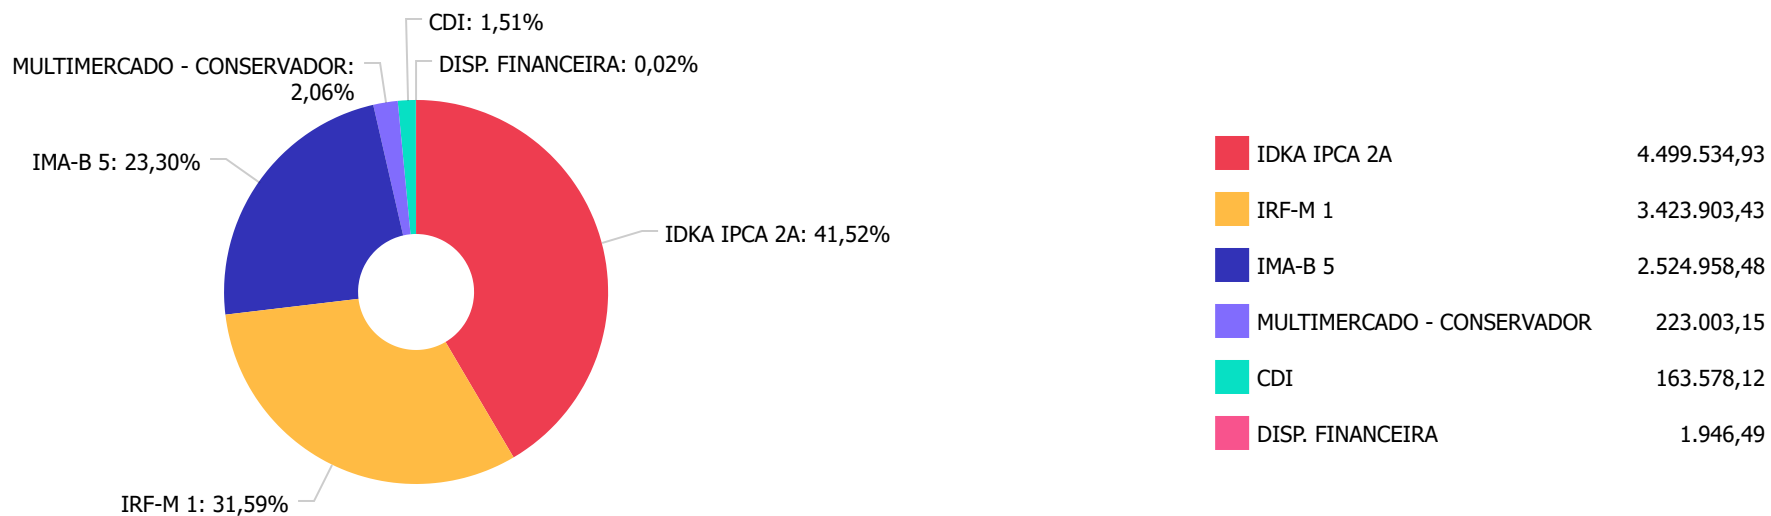 CDI: 1,51%
MULTIMERCADO - CONSERVADOR:
2,06%
DISP. FINANCEIRA: 0,02%
IMA-B 5: 23,30%
IDKA IPCA 2A: 41,52%
IRF-M 1: 31,59%
IDKA IPCA 2A 4.499.534,93
IRF-M 1 3.423.903,43
IMA-B 5 2.524.958,48
MULTIMERCADO - CONSERVADOR 223.003,15
CDI 163.578,12
DISP. FINANCEIRA 1.946,49